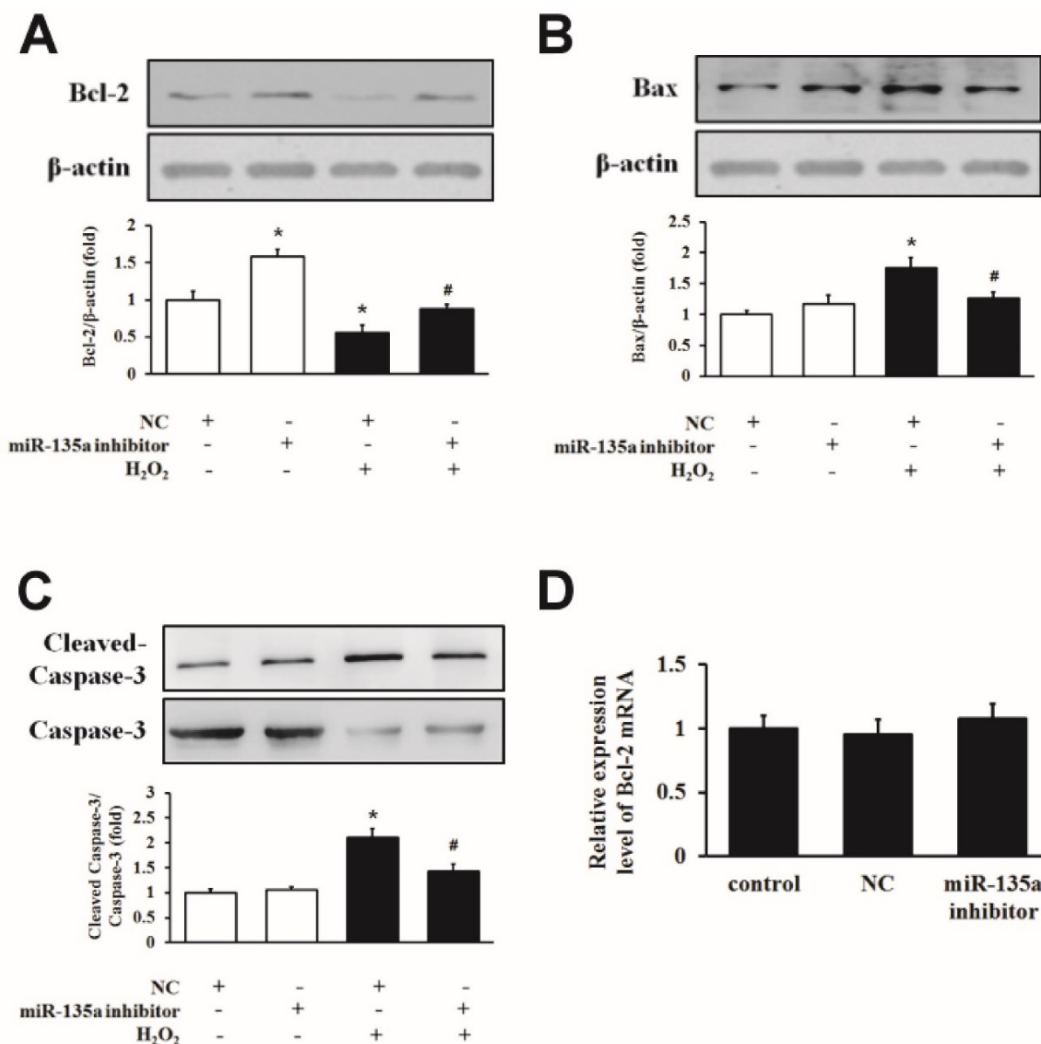 A
Bcl-2
β-actin
Bcl-2/β-actin (fold)
2
1.5
1
0.5
0
*
*
#
NC + - + -
miR-135a inhibitor - + - +
H₂O₂ - - + +
B
Bax
β-actin
Bax/β-actin (fold)
2.5
2
1.5
1
0.5
0
*
#
NC + - + -
miR-135a inhibitor - + - +
H₂O₂ - - + +
C
Cleaved-
Caspase-3
Caspase-3
Cleaved Caspase-3/
Caspase-3 (fold)
3
2.5
2
1.5
1
0.5
0
*
#
NC + - + -
miR-135a inhibitor - + - +
H₂O₂ - - + +
D
Relative expression
level of Bcl-2 mRNA
1.5
1
0.5
0
control NC miR-135a
inhibitor